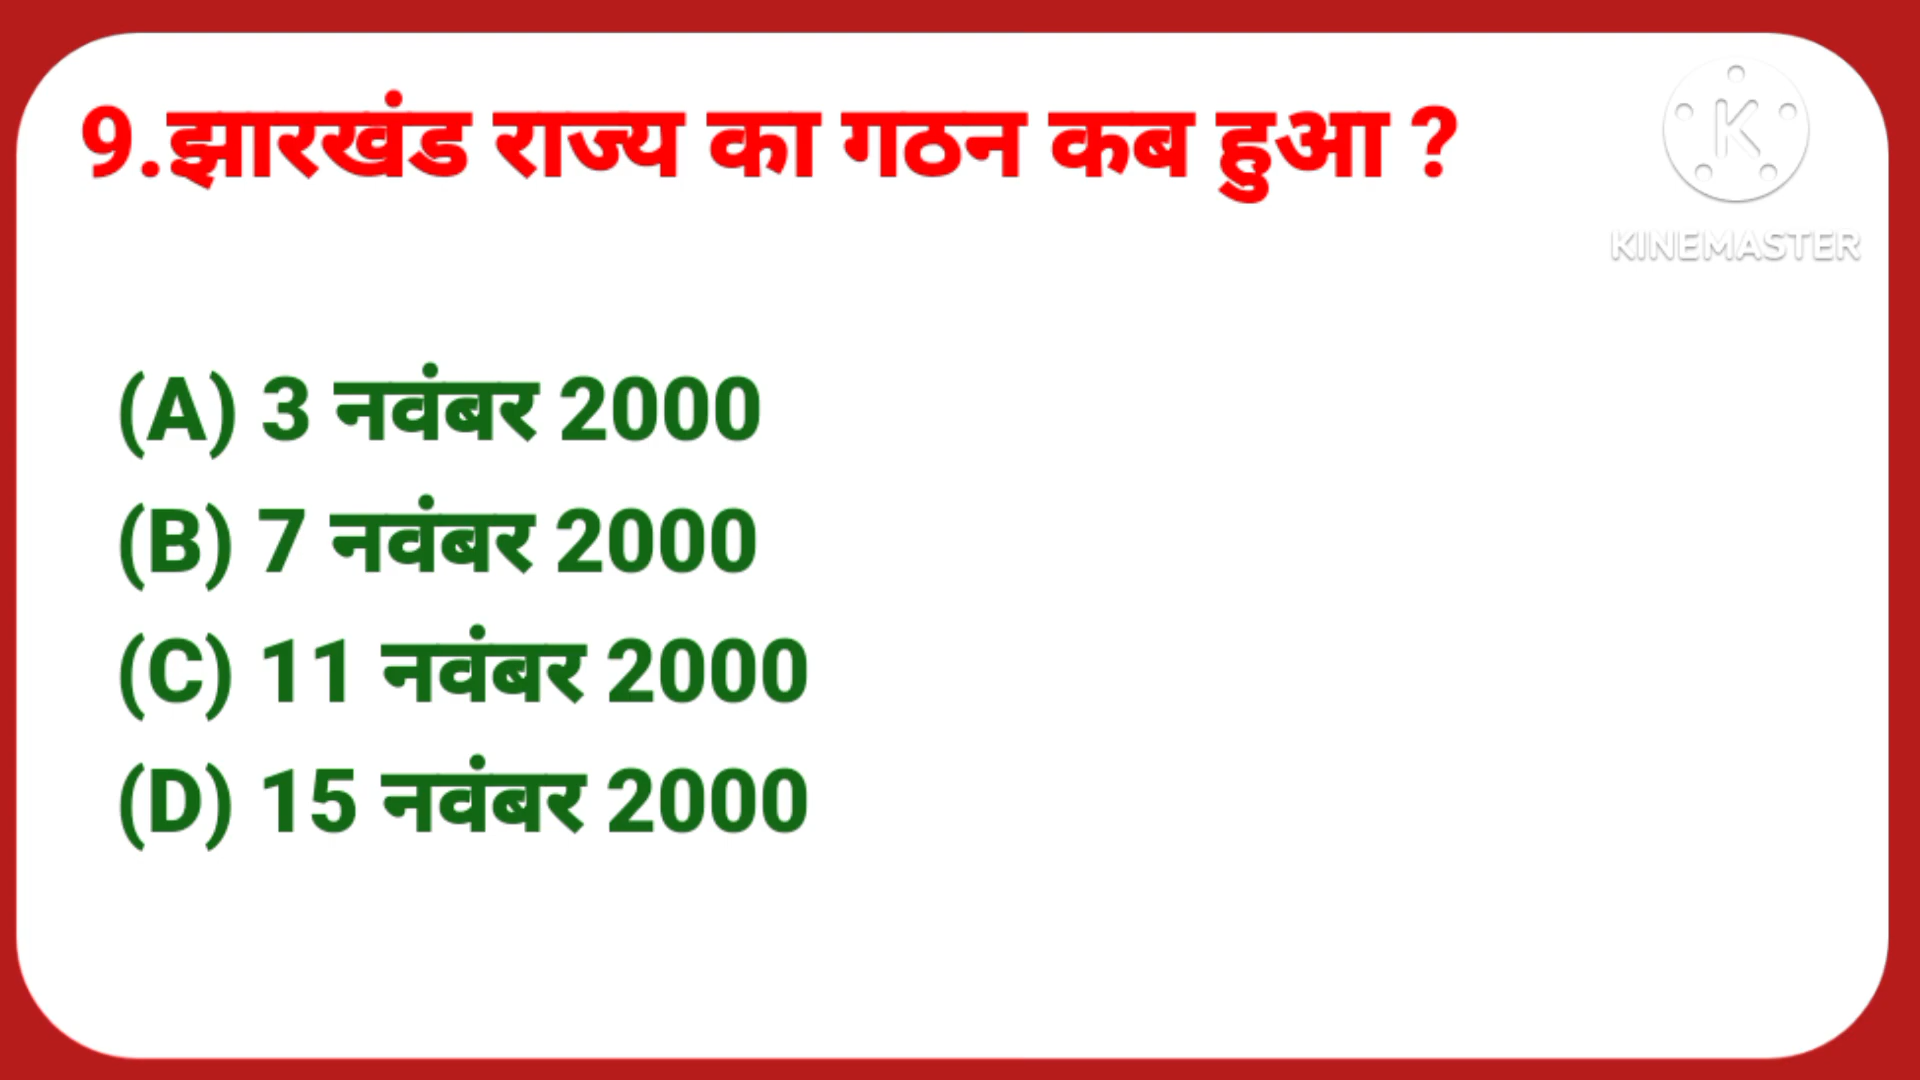 9.झारखंड राज्य का गठन कब हुआ ?
K
KINEMASTER
(A) 3 नवंबर 2000
(B) 7 नवंबर 2000
(C) 11 नवंबर 2000
(D) 15 नवंबर 2000